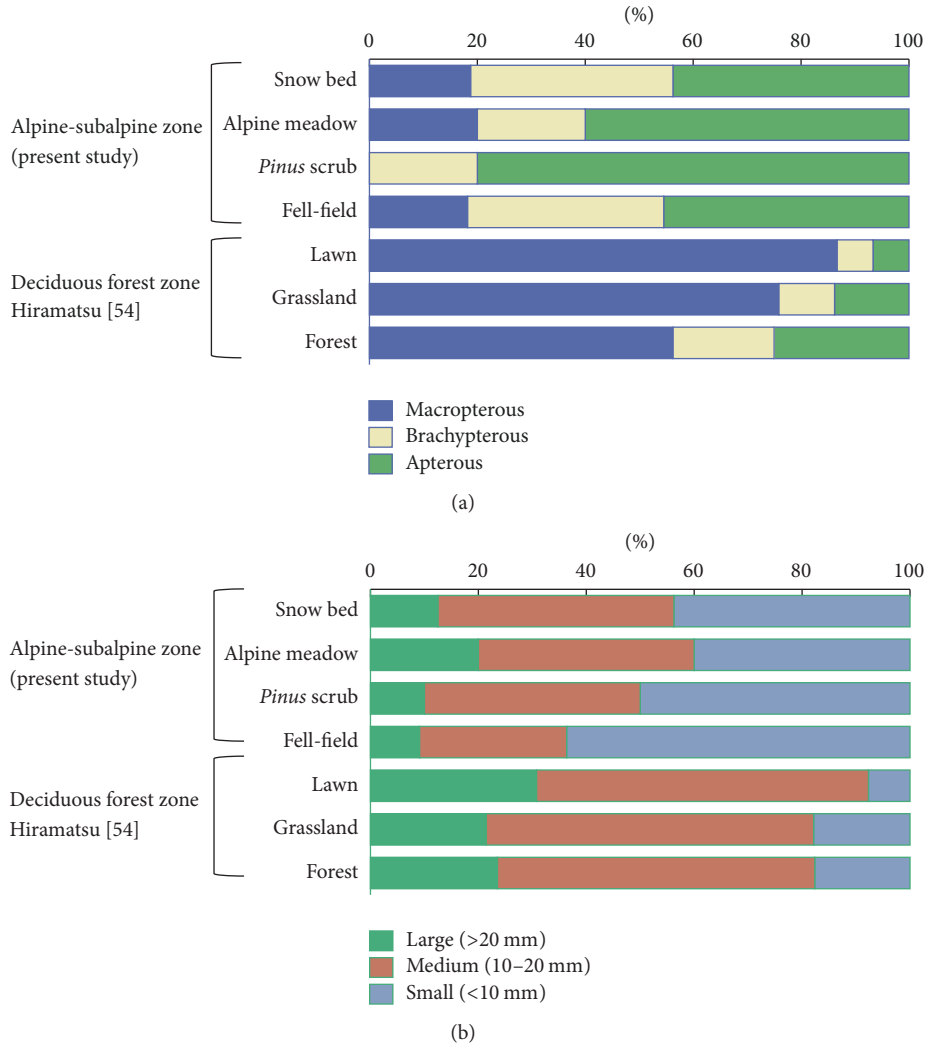 (%)
0 20 40 60 80 100
Snow bed
Alpine meadow
Pinus scrub
Fell-field
Lawn
Grassland
Forest
Alpine-subalpine zone
(present study)
Deciduous forest zone
Hiramatsu [54]
Macropterous
Brachypterous
Apterous
(a)
(%)
0 20 40 60 80 100
Snow bed
Alpine meadow
Pinus scrub
Fell-field
Lawn
Grassland
Forest
Alpine-subalpine zone
(present study)
Deciduous forest zone
Hiramatsu [54]
Large (>20 mm)
Medium (10–20 mm)
Small (<10 mm)
(b)